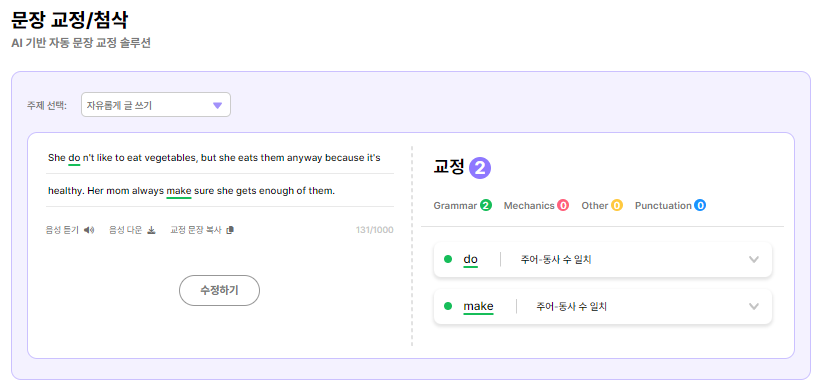 문장 교정/첨삭
AI 기반 자동 문장 교정 솔루션
주제 선택:
자유롭게 글 쓰기
She do n't like to eat vegetables, but she eats them anyway because it's
healthy. Her mom always make sure she gets enough of them.
음성 듣기
음성 다운
교정 문장 복사
131/1000
수정하기
교정 2
Grammar 2 Mechanics 0 Other 0 Punctuation 0
do 주어-동사 수 일치
make 주어-동사 수 일치